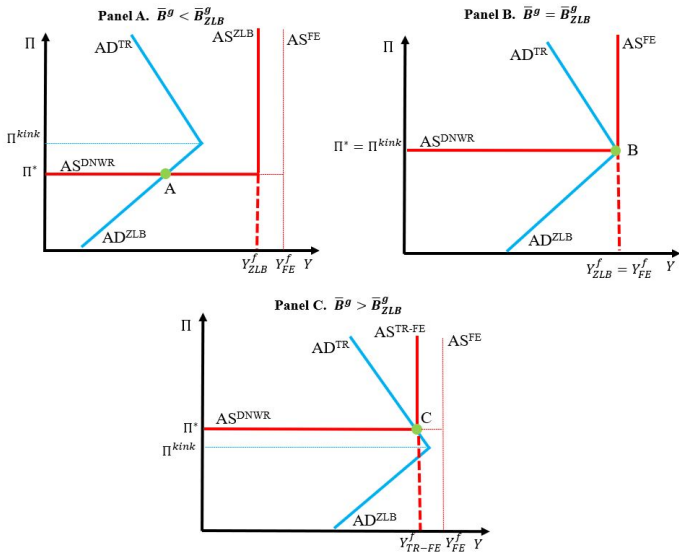 Panel A. B̅ᵍ < B̅ᵍ_ZLB
Π
AD^TR
AS^ZLB
AS^FE
Π^kink
Π*
AS^DNWR
A
AD^ZLB
Y^f_ZLB Y^f_FE Y
Panel B. B̅ᵍ = B̅ᵍ_ZLB
Π
AD^TR
AS^FE
Π* = Π^kink
AS^DNWR
B
AD^ZLB
Y^f_ZLB = Y^f_FE
Y
Panel C. B̅ᵍ > B̅ᵍ_ZLB
Π
AD^TR
AS^TR-FE
AS^FE
AS^DNWR
C
Π*
Π^kink
AD^ZLB
Y^f_TR−FE Y^f_FE Y